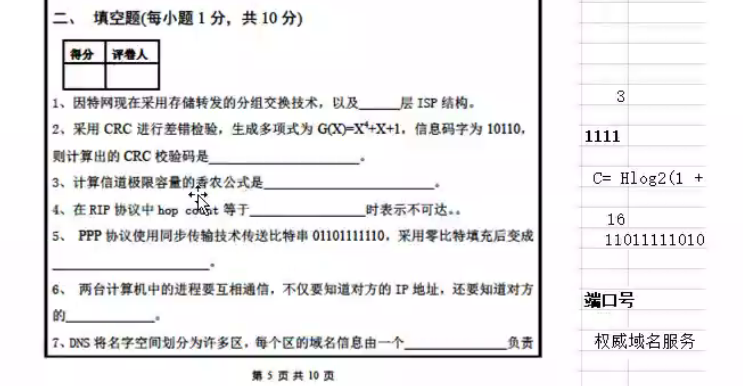 二、 填空题(每小题 1 分，共 10 分)
得分 评卷人
1、因特网现在采用存储转发的分组交换技术，以及______层 ISP 结构。
3
2、采用 CRC 进行差错检验，生成多项式为 G(X)=X⁴+X+1，信息码字为 10110，
1111
则计算出的 CRC 校验码是______________________。
3、计算信道极限容量的香农公式是_________________________。
C= Hlog2(1 +
4、在 RIP 协议中 hop count 等于_________________时表示不可达。.
16
5、 PPP 协议使用同步传输技术传送比特串 01101111110，采用零比特填充后变成
11011111010
______________________。
6、 两台计算机中的进程要互相通信，不仅要知道对方的 IP 地址，还要知道对方
端口号
的_____________。
7、DNS 将名字空间划分为许多区，每个区的域名信息由一个_______________负责
权威域名服务
第 5 页 共 10 页